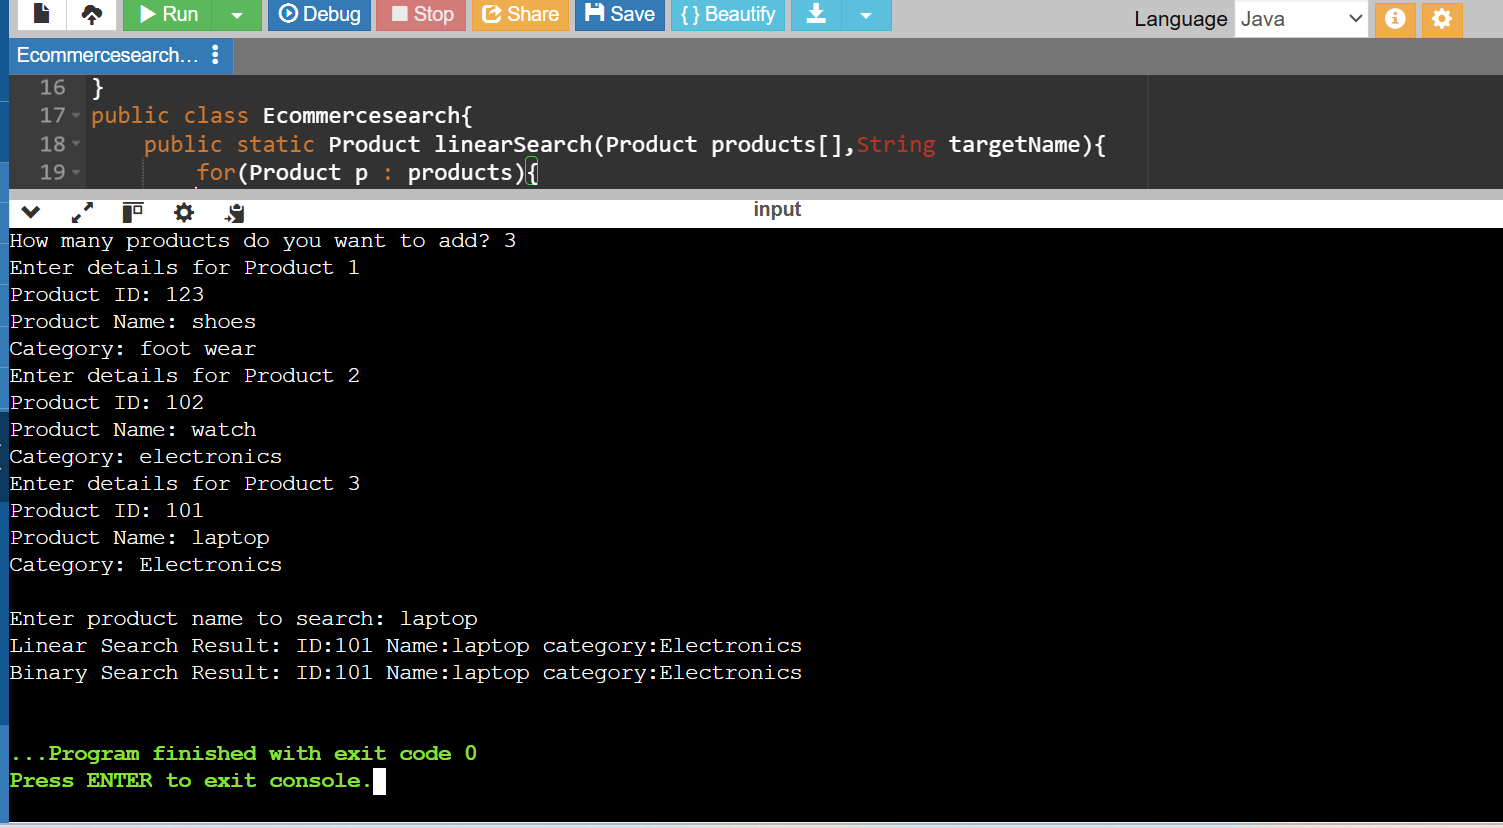 Run Debug Stop Share Save { } Beautify Language Java
Ecommercesearch...
16 }
17 public class Ecommercesearch{
18 public static Product linearSearch(Product products[],String targetName){
19 for(Product p : products){
input
How many products do you want to add? 3
Enter details for Product 1
Product ID: 123
Product Name: shoes
Category: foot wear
Enter details for Product 2
Product ID: 102
Product Name: watch
Category: electronics
Enter details for Product 3
Product ID: 101
Product Name: laptop
Category: Electronics
Enter product name to search: laptop
Linear Search Result: ID:101 Name:laptop category:Electronics
Binary Search Result: ID:101 Name:laptop category:Electronics
...Program finished with exit code 0
Press ENTER to exit console.